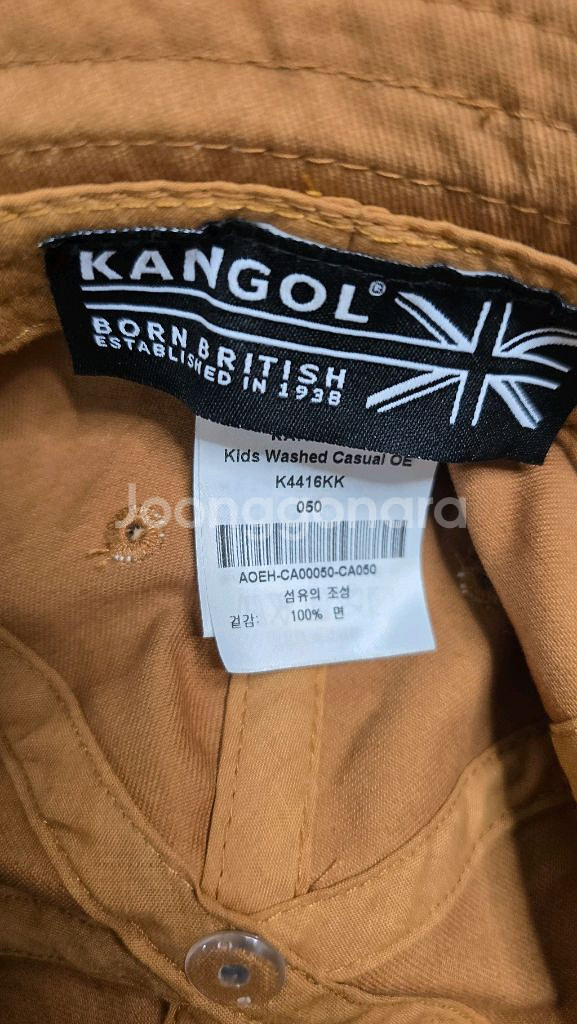 KANGOL®
BORN BRITISH
ESTABLISHED IN 1938
Kids Washed Casual OE
K4416KK
050
Joonggonara
AOEH-CA00050-CA050
섬유의 조성
겉감: 100% 면